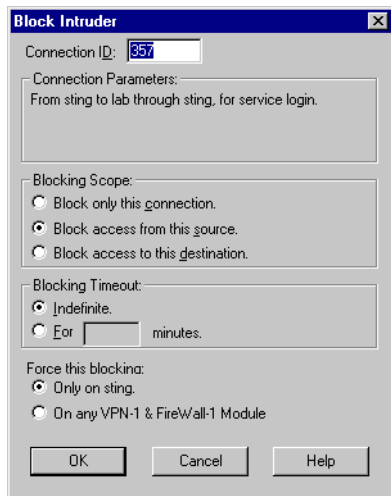 Block Intruder
Connection ID: 357
Connection Parameters:
From sting to lab through sting, for service login.
Blocking Scope:
Block only this connection.
Block access from this source.
Block access to this destination.
Blocking Timeout:
Indefinite.
For minutes.
Force this blocking:
Only on sting.
On any VPN-1 & FireWall-1 Module
OK Cancel Help